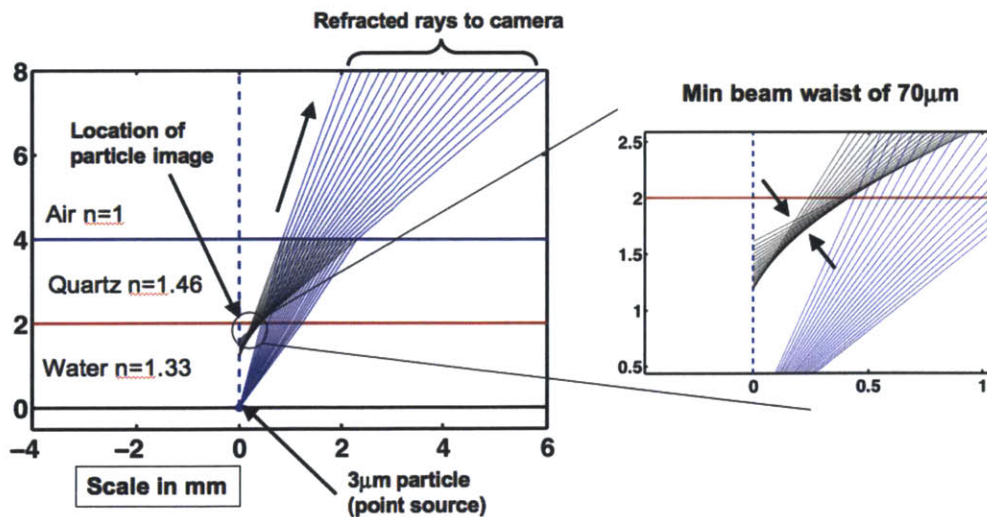 Refracted rays to camera
8
6
4
2
0
Location of
particle image
Air n=1
Quartz n=1.46
Water n=1.33
−4
−2
0
2
4
6
Scale in mm
3μm particle
(point source)
Min beam waist of 70μm
2.5
2
1.5
1
0.5
0
0.5
1